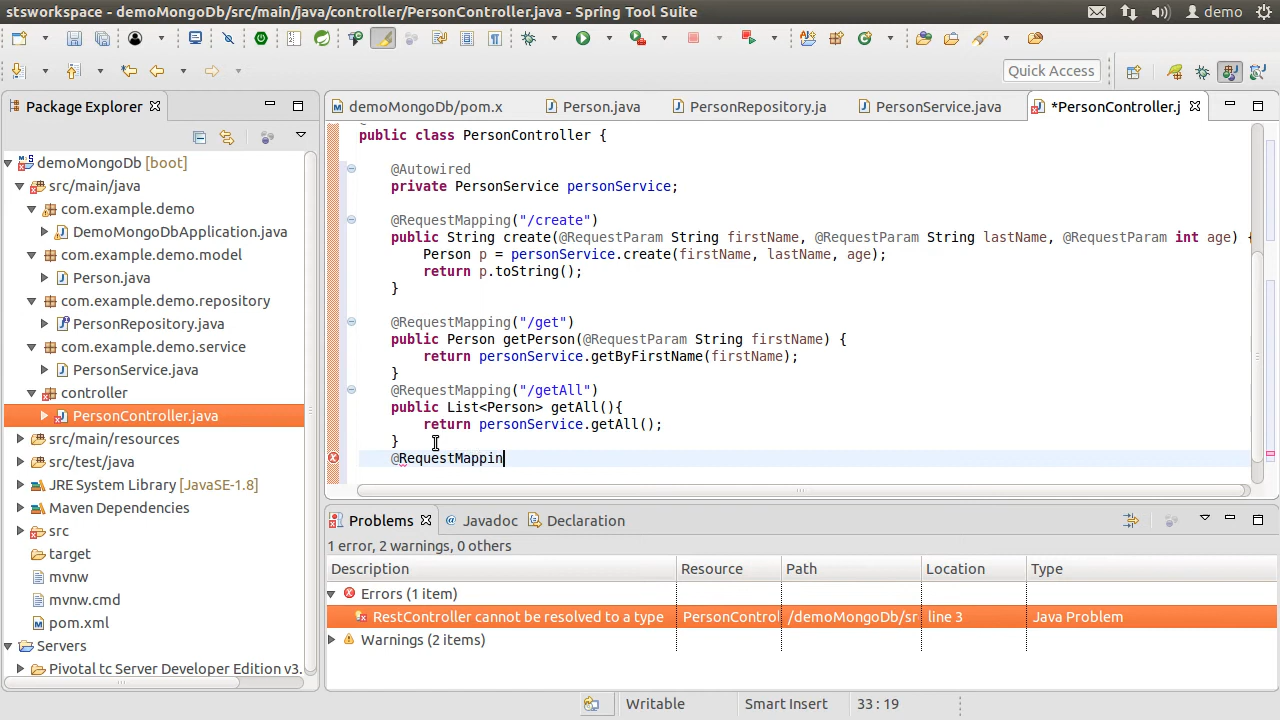 stsworkspace - demoMongoDb/src/main/java/controller/PersonController.java - Spring Tool Suite
demo
Quick Access
Package Explorer
demoMongoDb [boot]
src/main/java
com.example.demo
DemoMongoDbApplication.java
com.example.demo.model
Person.java
com.example.demo.repository
PersonRepository.java
com.example.demo.service
PersonService.java
controller
PersonController.java
src/main/resources
src/test/java
JRE System Library [JavaSE-1.8]
Maven Dependencies
src
target
mvnw
mvnw.cmd
pom.xml
Servers
Pivotal tc Server Developer Edition v3.
demoMongoDb/pom.x
Person.java
PersonRepository.ja
PersonService.java
*PersonController.j
public class PersonController {
@Autowired
private PersonService personService;
@RequestMapping("/create")
public String create(@RequestParam String firstName, @RequestParam String lastName, @RequestParam int age) {
Person p = personService.create(firstName, lastName, age);
return p.toString();
}
@RequestMapping("/get")
public Person getPerson(@RequestParam String firstName) {
return personService.getByFirstName(firstName);
}
@RequestMapping("/getAll")
public List<Person> getAll(){
return personService.getAll();
}
@RequestMappin
Problems
@ Javadoc
Declaration
1 error, 2 warnings, 0 others
Description Resource Path Location Type
Errors (1 item)
RestController cannot be resolved to a type PersonControl /demoMongoDb/sr line 3 Java Problem
Warnings (2 items)
Writable Smart Insert 33 : 19